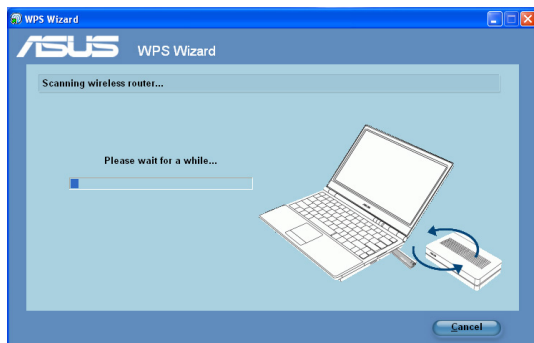 WPS Wizard
ASUS WPS Wizard
Scanning wireless router...
Please wait for a while...
Cancel